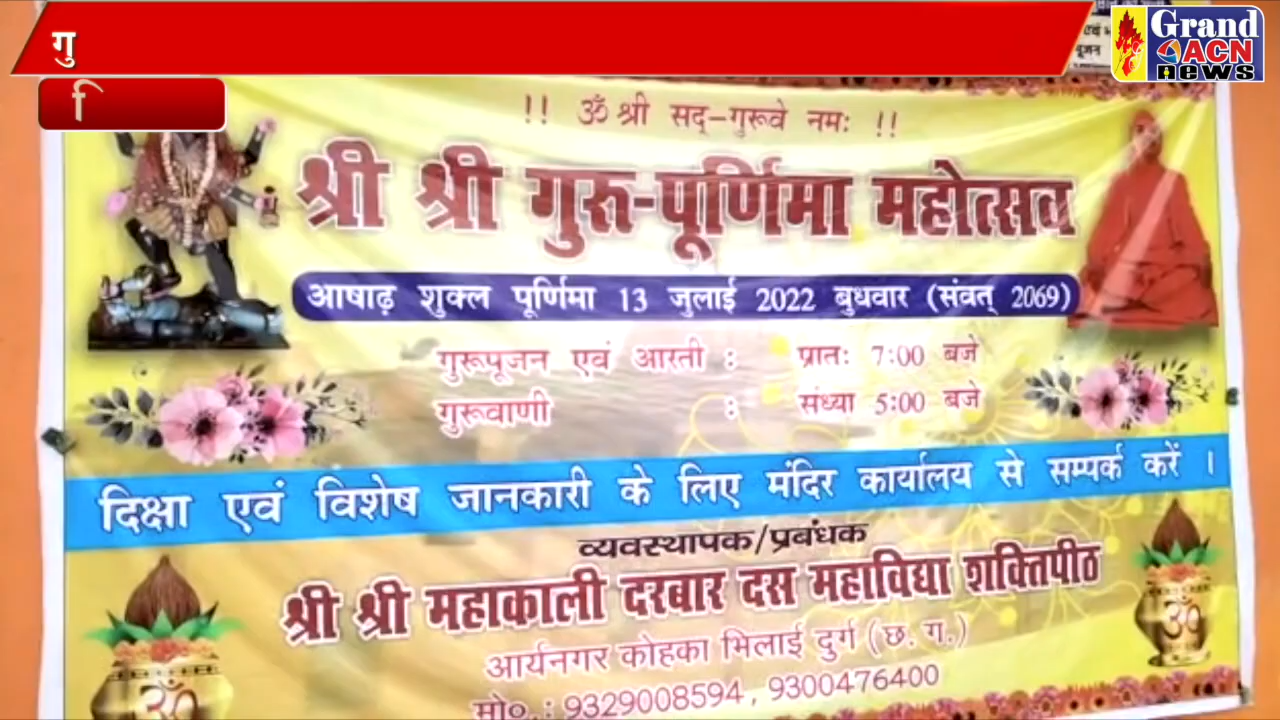 गु
Grand
ACN
news
!! ॐ श्री सद्-गुरूवे नमः !!
श्री श्री गुरु-पूर्णिमा महोत्सव
आषाढ़ शुक्ल पूर्णिमा 13 जुलाई 2022 बुधवार (संवत् 2069)
गुरूपूजन एवं आरती : प्रातः 7:00 बजे
गुरूवाणी : संध्या 5:00 बजे
दिक्षा एवं विशेष जानकारी के लिए मंदिर कार्यालय से सम्पर्क करें ।
व्यवस्थापक/प्रबंधक
श्री श्री महाकाली दरबार दस महाविद्या शक्तिपीठ
आर्यनगर कोहका भिलाई दुर्ग (छ. ग.)
मो०.: 9329008594, 9300476400
ॐ
ॐ